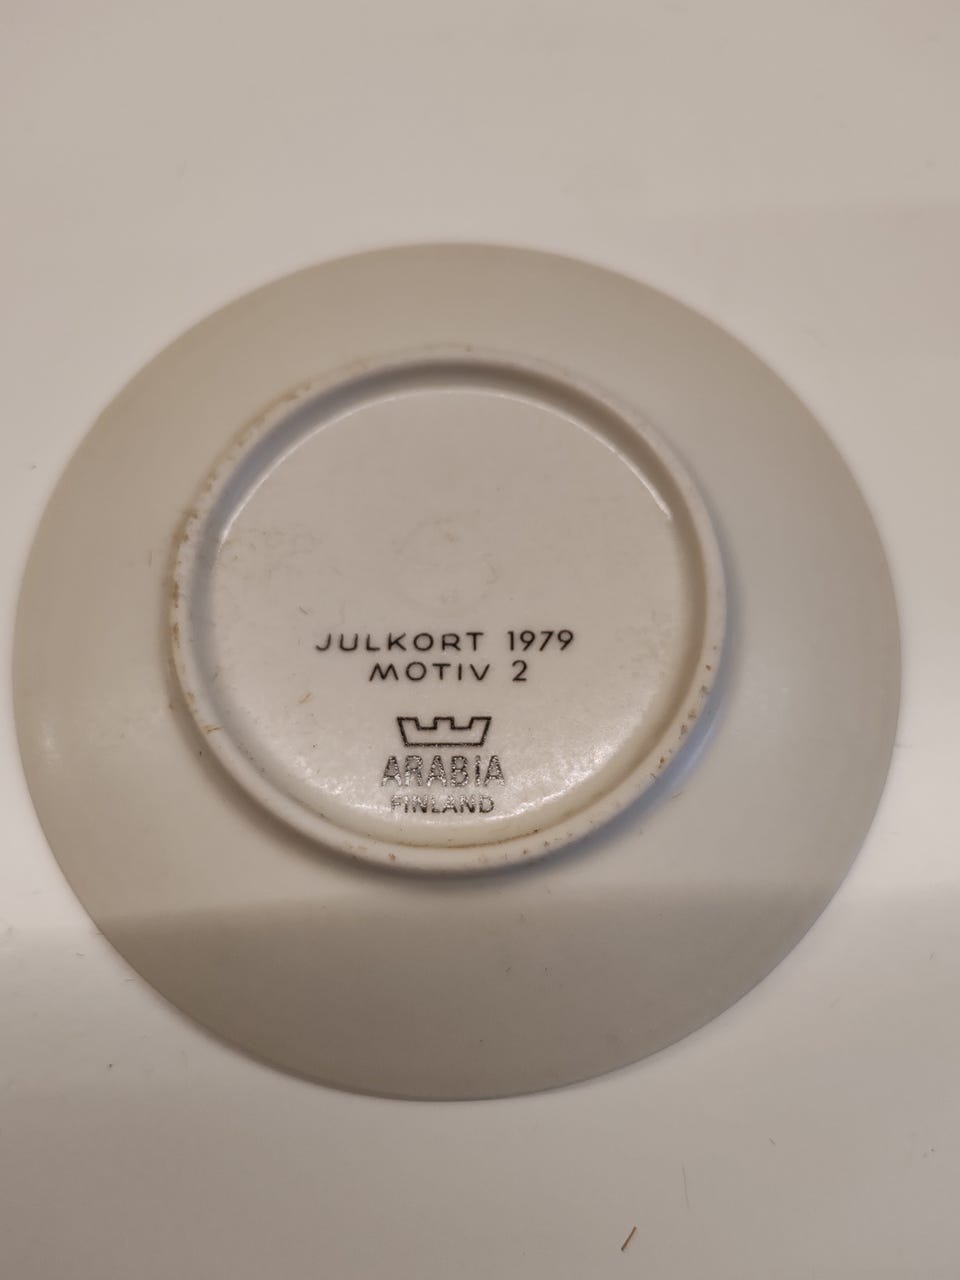 JULKORT 1979
MOTIV 2
ARABIA
FINLAND